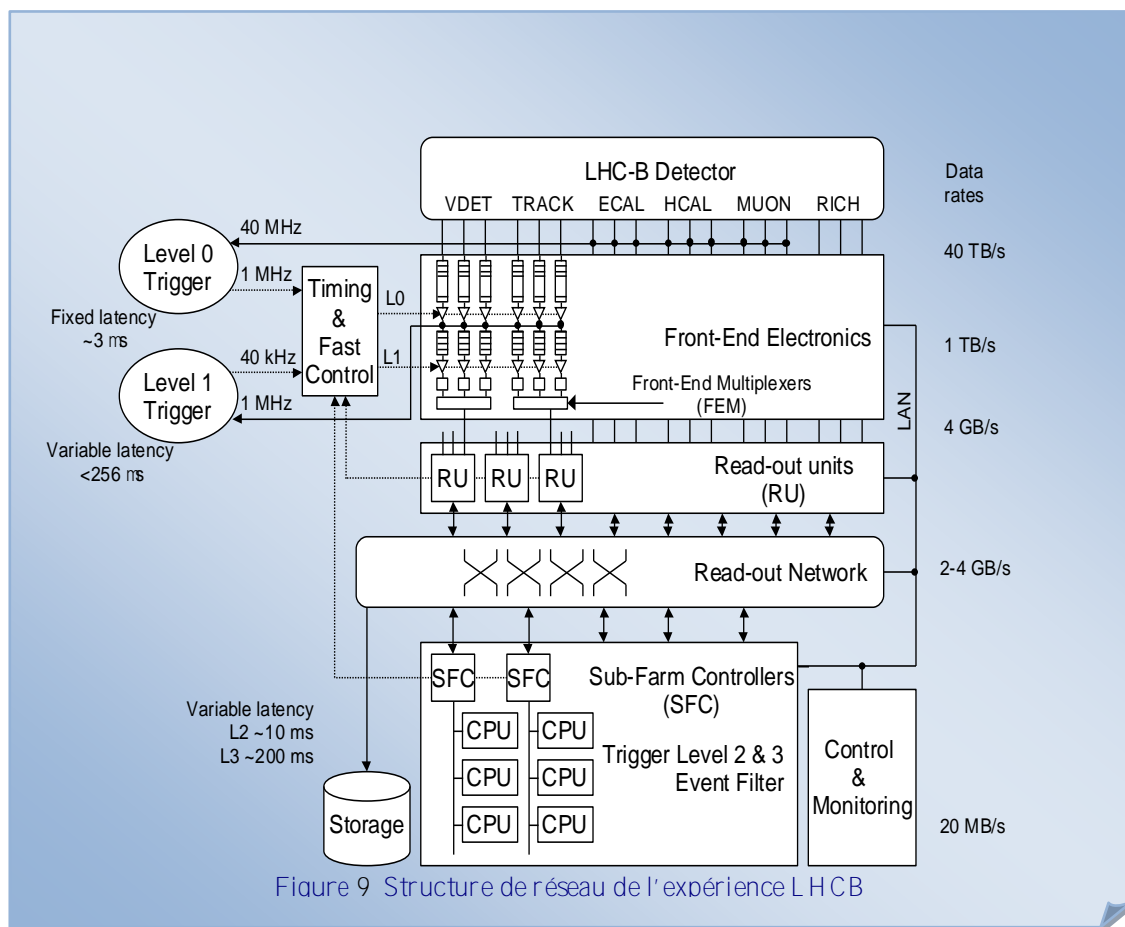 LHC-B Detector
VDET TRACK ECAL HCAL MUON RICH
Data
rates
40 MHz
40 TB/s
Level 0
Trigger
1 MHz
Timing
&
Fast
Control
L0
Fixed latency
~3 ms
Front-End Electronics
1 TB/s
40 kHz
L1
Level 1
Trigger
1 MHz
Front-End Multiplexers
(FEM)
LAN
4 GB/s
Variable latency
<256 ms
RU RU RU
Read-out units
(RU)
Read-out Network
2-4 GB/s
SFC SFC
Sub-Farm Controllers
(SFC)
Variable latency
L2 ~10 ms
L3 ~200 ms
CPU CPU
CPU CPU
CPU CPU
Trigger Level 2 & 3
Event Filter
Control
&
Monitoring
Storage
20 MB/s
Figure 9 Structure de réseau de l'expérience LHCB